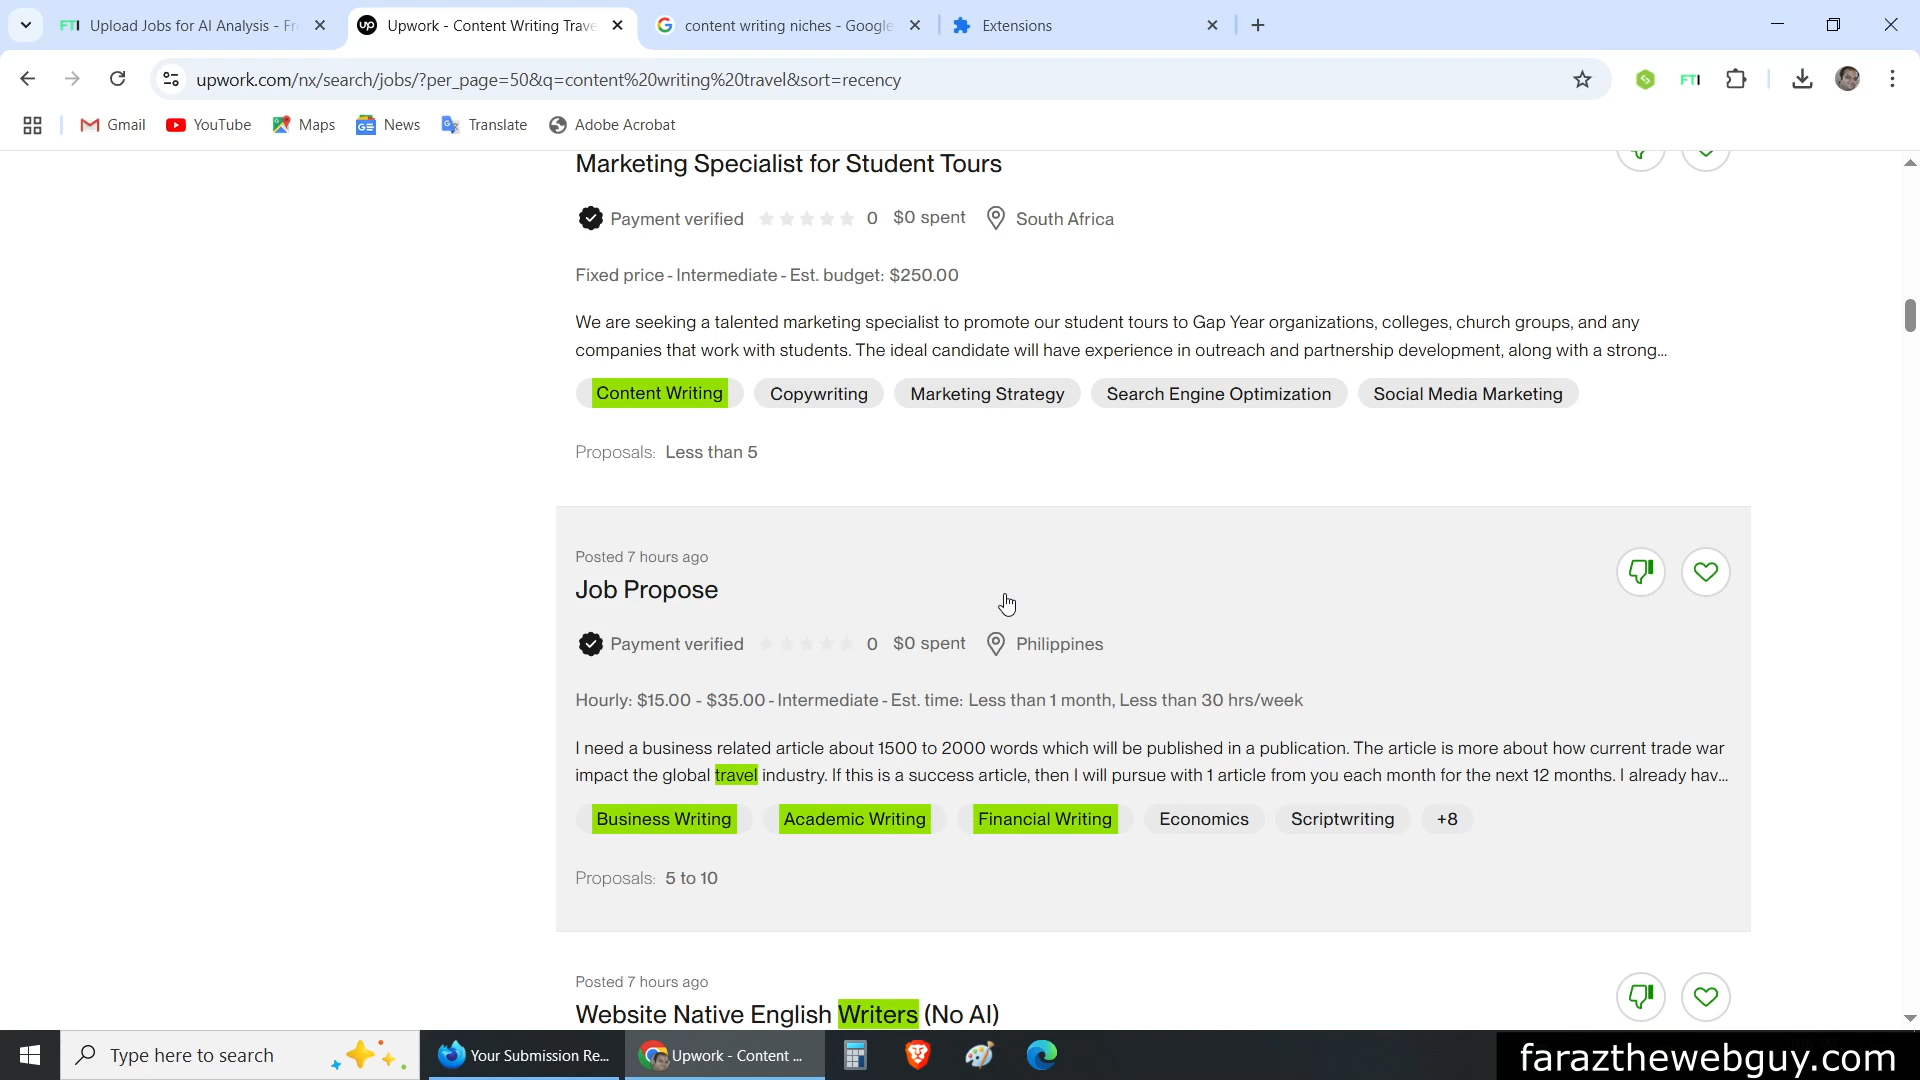 Upload Jobs for AI Analysis - Fr
Upwork - Content Writing Trave
content writing niches - Google
Extensions
upwork.com/nx/search/jobs/?per_page=50&q=content%20writing%20travel&sort=recency
FTI
Gmail
YouTube
Maps
News
Translate
Adobe Acrobat
Marketing Specialist for Student Tours
Payment verified 0 $0 spent South Africa
Fixed price - Intermediate - Est. budget: $250.00
We are seeking a talented marketing specialist to promote our student tours to Gap Year organizations, colleges, church groups, and any
companies that work with students. The ideal candidate will have experience in outreach and partnership development, along with a strong...
Content Writing Copywriting Marketing Strategy Search Engine Optimization Social Media Marketing
Proposals: Less than 5
Posted 7 hours ago
Job Propose
Payment verified 0 $0 spent Philippines
Hourly: $15.00 - $35.00 - Intermediate - Est. time: Less than 1 month, Less than 30 hrs/week
I need a business related article about 1500 to 2000 words which will be published in a publication. The article is more about how current trade war
impact the global travel industry. If this is a success article, then I will pursue with 1 article from you each month for the next 12 months. I already hav...
Business Writing Academic Writing Financial Writing Economics Scriptwriting +8
Proposals: 5 to 10
Posted 7 hours ago
Website Native English Writers (No AI)
Type here to search
Your Submission Re...
Upwork - Content ...
farazthewebguy.com